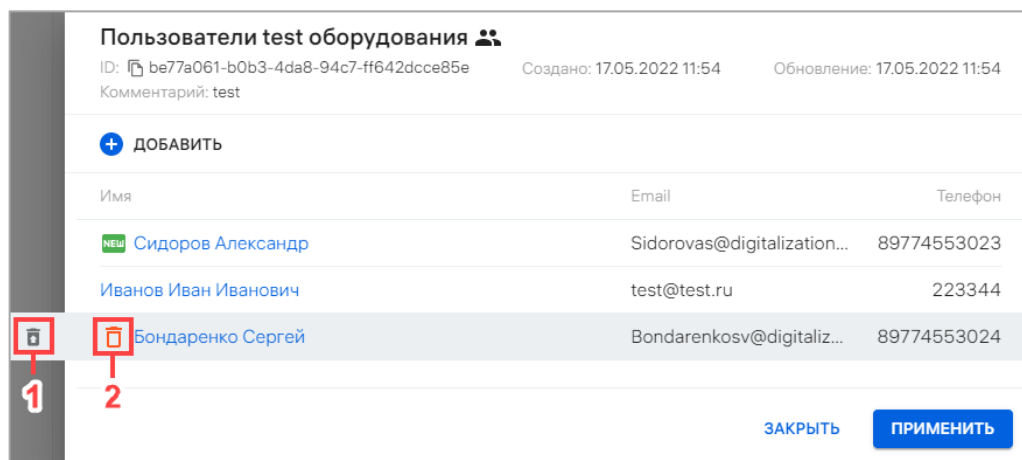 Пользователи test оборудования
ID: be77a061-b0b3-4da8-94c7-ff642dcce85e Создано: 17.05.2022 11:54 Обновление: 17.05.2022 11:54
Комментарий: test
ДОБАВИТЬ
Имя Email Телефон
NEW Сидоров Александр Sidorovas@digitalization... 89774553023
Иванов Иван Иванович test@test.ru 223344
Бондаренко Сергей Bondarenkosv@digitaliz... 89774553024
1 2
ЗАКРЫТЬ ПРИМЕНИТЬ